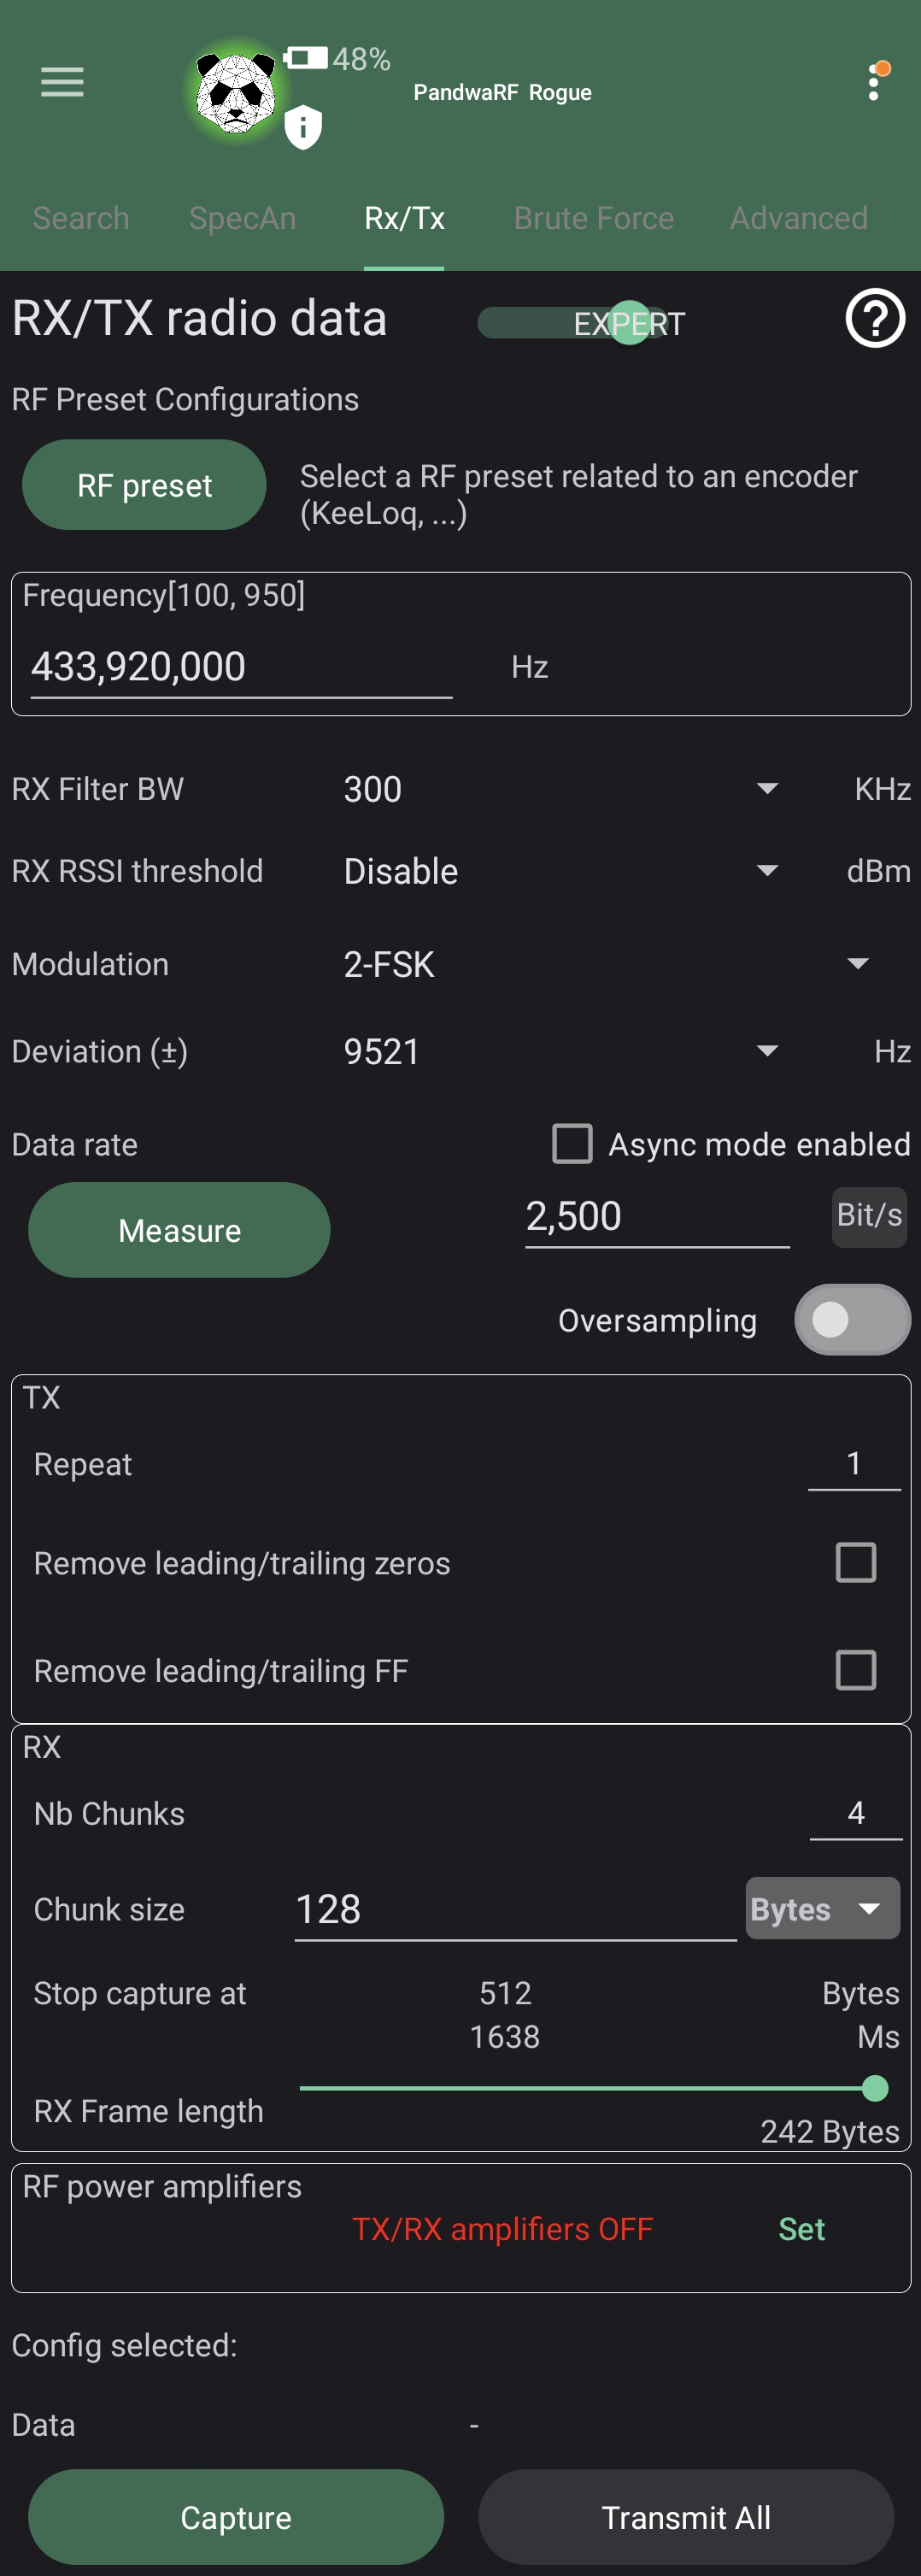 48%
PandwaRF Rogue
Search SpecAn Rx/Tx Brute Force Advanced
RX/TX radio data EXPERT ?
RF Preset Configurations
RF preset
Select a RF preset related to an encoder
(KeeLoq, ...)
Frequency[100, 950]
433,920,000 Hz
RX Filter BW 300 KHz
RX RSSI threshold Disable dBm
Modulation 2-FSK
Deviation (±) 9521 Hz
Data rate Async mode enabled
Measure 2,500 Bit/s
Oversampling
TX
Repeat 1
Remove leading/trailing zeros
Remove leading/trailing FF
RX
Nb Chunks 4
Chunk size 128 Bytes
Stop capture at 512 Bytes
1638 Ms
RX Frame length
242 Bytes
RF power amplifiers
TX/RX amplifiers OFF Set
Config selected:
Data -
Capture Transmit All